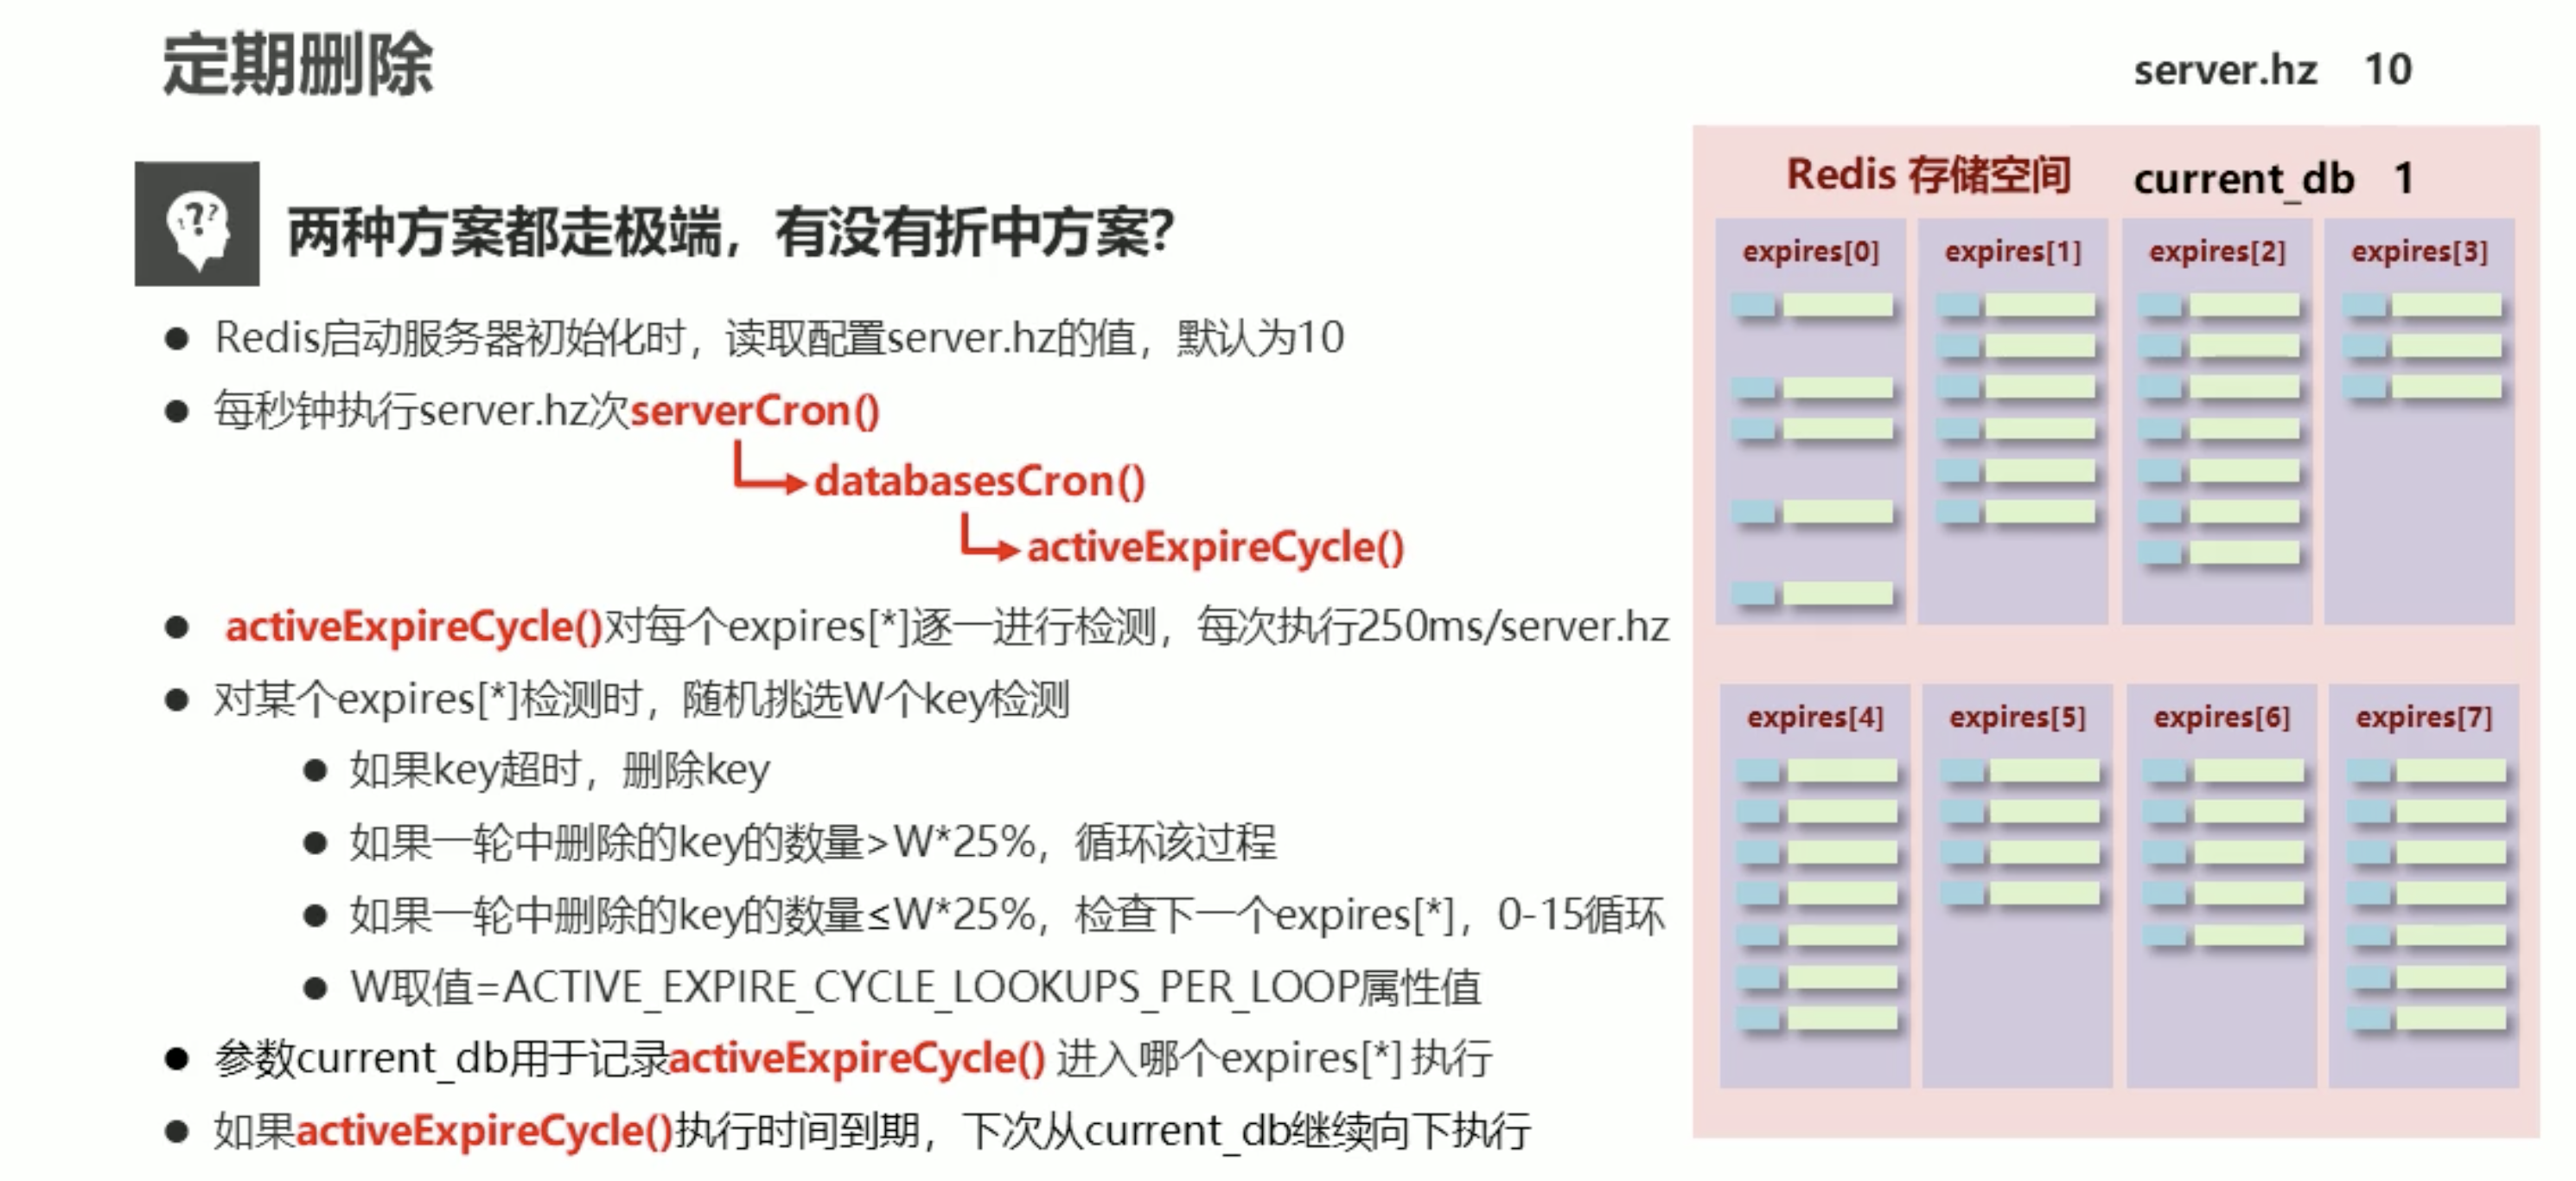 定期删除
server.hz 10
两种方案都走极端，有没有折中方案？
Redis启动服务器初始化时，读取配置server.hz的值，默认为10
每秒钟执行server.hz次serverCron()
databasesCron()
activeExpireCycle()
activeExpireCycle()对每个expires[*]逐一进行检测，每次执行250ms/server.hz
对某个expires[*]检测时，随机挑选W个key检测
如果key超时，删除key
如果一轮中删除的key的数量>W*25%，循环该过程
如果一轮中删除的key的数量≤W*25%，检查下一个expires[*]，0-15循环
W取值=ACTIVE_EXPIRE_CYCLE_LOOKUPS_PER_LOOP属性值
参数current_db用于记录activeExpireCycle() 进入哪个expires[*] 执行
如果activeExpireCycle()执行时间到期，下次从current_db继续向下执行
Redis 存储空间 current_db 1
expires[0] expires[1] expires[2] expires[3]
expires[4] expires[5] expires[6] expires[7]
???